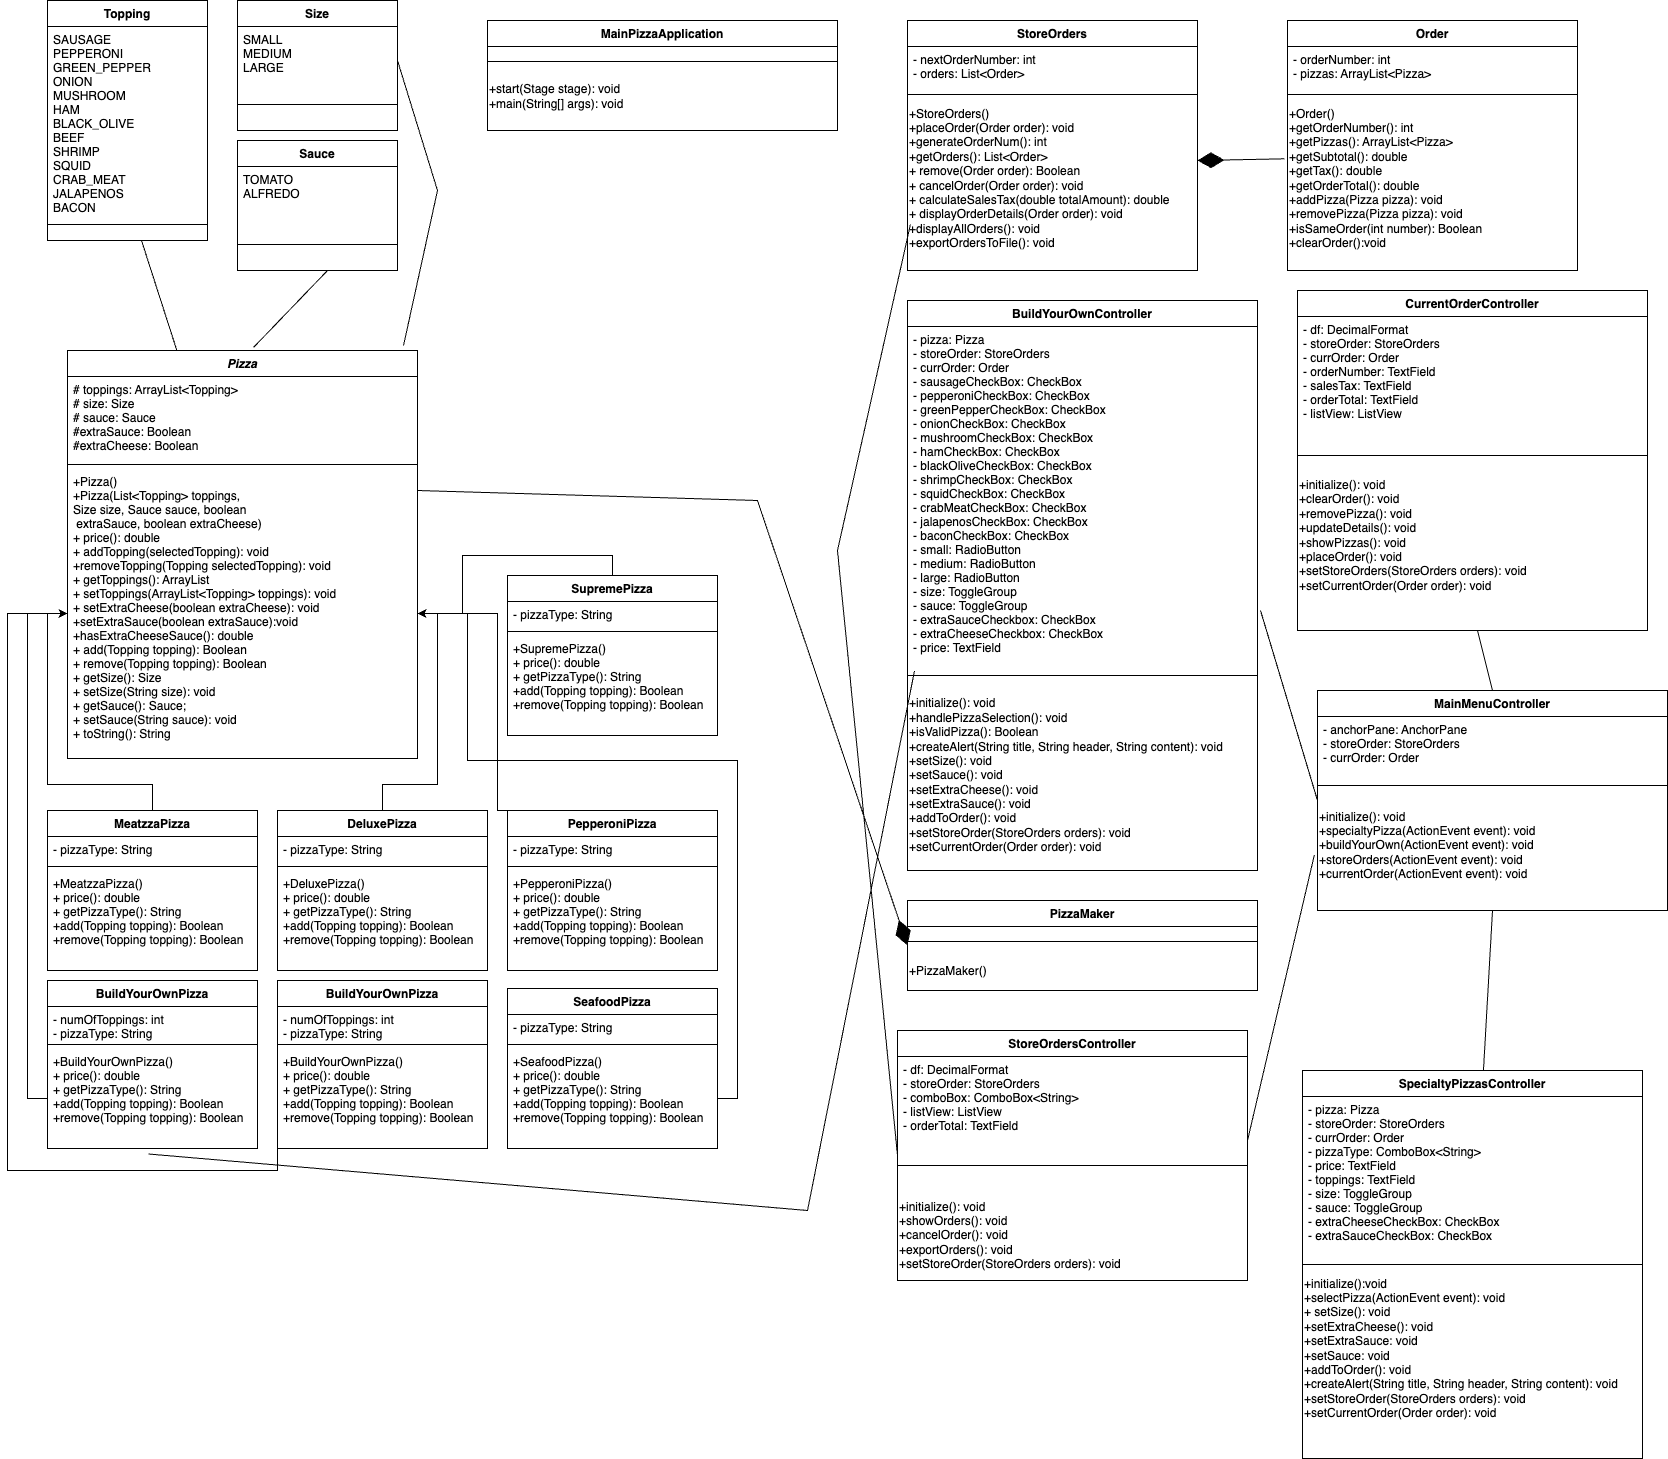 Topping
SAUSAGE
PEPPERONI
GREEN_PEPPER
ONION
MUSHROOM
HAM
BLACK_OLIVE
BEEF
SHRIMP
SQUID
CRAB_MEAT
JALAPENOS
BACON
Size
SMALL
MEDIUM
LARGE
Sauce
TOMATO
ALFREDO
MainPizzaApplication
+start(Stage stage): void
+main(String[] args): void
StoreOrders
- nextOrderNumber: int
- orders: List<Order>
+StoreOrders()
+placeOrder(Order order): void
+generateOrderNum(): int
+getOrders(): List<Order>
+ remove(Order order): Boolean
+ cancelOrder(Order order): void
+ calculateSalesTax(double totalAmount): double
+ displayOrderDetails(Order order): void
+displayAllOrders(): void
+exportOrdersToFile(): void
Order
- orderNumber: int
- pizzas: ArrayList<Pizza>
+Order()
+getOrderNumber(): int
+getPizzas(): ArrayList<Pizza>
+getSubtotal(): double
+getTax(): double
+getOrderTotal(): double
+addPizza(Pizza pizza): void
+removePizza(Pizza pizza): void
+isSameOrder(int number): Boolean
+clearOrder():void
Pizza
# toppings: ArrayList<Topping>
# size: Size
# sauce: Sauce
#extraSauce: Boolean
#extraCheese: Boolean
+Pizza()
+Pizza(List<Topping> toppings,
Size size, Sauce sauce, boolean
extraSauce, boolean extraCheese)
+ price(): double
+ addTopping(selectedTopping): void
+removeTopping(Topping selectedTopping): void
+ getToppings(): ArrayList
+ setToppings(ArrayList<Topping> toppings): void
+ setExtraCheese(boolean extraCheese): void
+setExtraSauce(boolean extraSauce):void
+hasExtraCheeseSauce(): double
+ add(Topping topping): Boolean
+ remove(Topping topping): Boolean
+ getSize(): Size
+ setSize(String size): void
+ getSauce(): Sauce;
+ setSauce(String sauce): void
+ toString(): String
SupremePizza
- pizzaType: String
+SupremePizza()
+ price(): double
+ getPizzaType(): String
+add(Topping topping): Boolean
+remove(Topping topping): Boolean
BuildYourOwnController
- pizza: Pizza
- storeOrder: StoreOrders
- currOrder: Order
- sausageCheckBox: CheckBox
- pepperoniCheckBox: CheckBox
- greenPepperCheckBox: CheckBox
- onionCheckBox: CheckBox
- mushroomCheckBox: CheckBox
- hamCheckBox: CheckBox
- blackOliveCheckBox: CheckBox
- shrimpCheckBox: CheckBox
- squidCheckBox: CheckBox
- crabMeatCheckBox: CheckBox
- jalapenosCheckBox: CheckBox
- baconCheckBox: CheckBox
- small: RadioButton
- medium: RadioButton
- large: RadioButton
- size: ToggleGroup
- sauce: ToggleGroup
- extraSauceCheckbox: CheckBox
- extraCheeseCheckbox: CheckBox
- price: TextField
+initialize(): void
+handlePizzaSelection(): void
+isValidPizza(): Boolean
+createAlert(String title, String header, String content): void
+setSize(): void
+setSauce(): void
+setExtraCheese(): void
+setExtraSauce(): void
+addToOrder(): void
+setStoreOrder(StoreOrders orders): void
+setCurrentOrder(Order order): void
CurrentOrderController
- df: DecimalFormat
- storeOrder: StoreOrders
- currOrder: Order
- orderNumber: TextField
- salesTax: TextField
- orderTotal: TextField
- listView: ListView
+initialize(): void
+clearOrder(): void
+removePizza(): void
+updateDetails(): void
+showPizzas(): void
+placeOrder(): void
+setStoreOrders(StoreOrders orders): void
+setCurrentOrder(Order order): void
MainMenuController
- anchorPane: AnchorPane
- storeOrder: StoreOrders
- currOrder: Order
+initialize(): void
+specialtyPizza(ActionEvent event): void
+buildYourOwn(ActionEvent event): void
+storeOrders(ActionEvent event): void
+currentOrder(ActionEvent event): void
MeatzzaPizza
- pizzaType: String
+MeatzzaPizza()
+ price(): double
+ getPizzaType(): String
+add(Topping topping): Boolean
+remove(Topping topping): Boolean
DeluxePizza
- pizzaType: String
+DeluxePizza()
+ price(): double
+ getPizzaType(): String
+add(Topping topping): Boolean
+remove(Topping topping): Boolean
PepperoniPizza
- pizzaType: String
+PepperoniPizza()
+ price(): double
+ getPizzaType(): String
+add(Topping topping): Boolean
+remove(Topping topping): Boolean
PizzaMaker
+PizzaMaker()
BuildYourOwnPizza
- numOfToppings: int
- pizzaType: String
+BuildYourOwnPizza()
+ price(): double
+ getPizzaType(): String
+add(Topping topping): Boolean
+remove(Topping topping): Boolean
BuildYourOwnPizza
- numOfToppings: int
- pizzaType: String
+BuildYourOwnPizza()
+ price(): double
+ getPizzaType(): String
+add(Topping topping): Boolean
+remove(Topping topping): Boolean
SeafoodPizza
- pizzaType: String
+SeafoodPizza()
+ price(): double
+ getPizzaType(): String
+add(Topping topping): Boolean
+remove(Topping topping): Boolean
StoreOrdersController
- df: DecimalFormat
- storeOrder: StoreOrders
- comboBox: ComboBox<String>
- listView: ListView
- orderTotal: TextField
+initialize(): void
+showOrders(): void
+cancelOrder(): void
+exportOrders(): void
+setStoreOrder(StoreOrders orders): void
SpecialtyPizzasController
- pizza: Pizza
- storeOrder: StoreOrders
- currOrder: Order
- pizzaType: ComboBox<String>
- price: TextField
- toppings: TextField
- size: ToggleGroup
- sauce: ToggleGroup
- extraCheeseCheckBox: CheckBox
- extraSauceCheckBox: CheckBox
+initialize():void
+selectPizza(ActionEvent event): void
+ setSize(): void
+setExtraCheese(): void
+setExtraSauce: void
+setSauce: void
+addToOrder(): void
+createAlert(String title, String header, String content): void
+setStoreOrder(StoreOrders orders): void
+setCurrentOrder(Order order): void